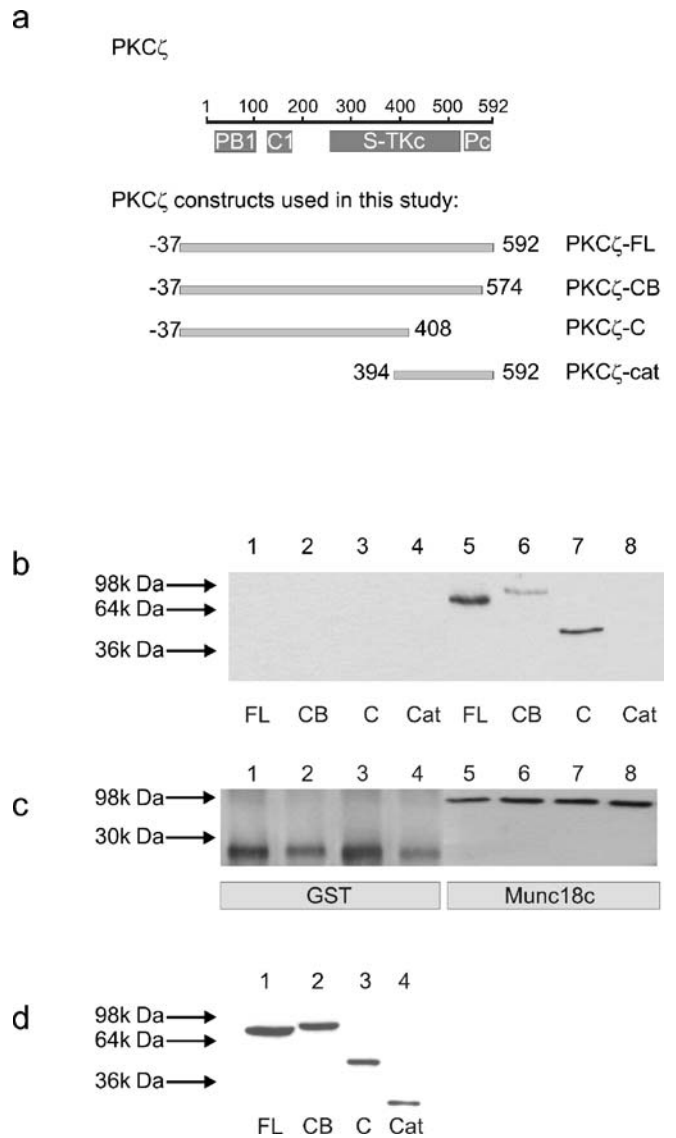 a
PKCζ
1 100 200 300 400 500 592
PB1 C1 S-TKc Pc
PKCζ constructs used in this study:
-37 592 PKCζ-FL
-37 574 PKCζ-CB
-37 408 PKCζ-C
394 592 PKCζ-cat
b
1 2 3 4 5 6 7 8
98k Da
64k Da
36k Da
FL CB C Cat FL CB C Cat
c
1 2 3 4 5 6 7 8
98k Da
30k Da
GST Munc18c
d
1 2 3 4
98k Da
64k Da
36k Da
FL CB C Cat